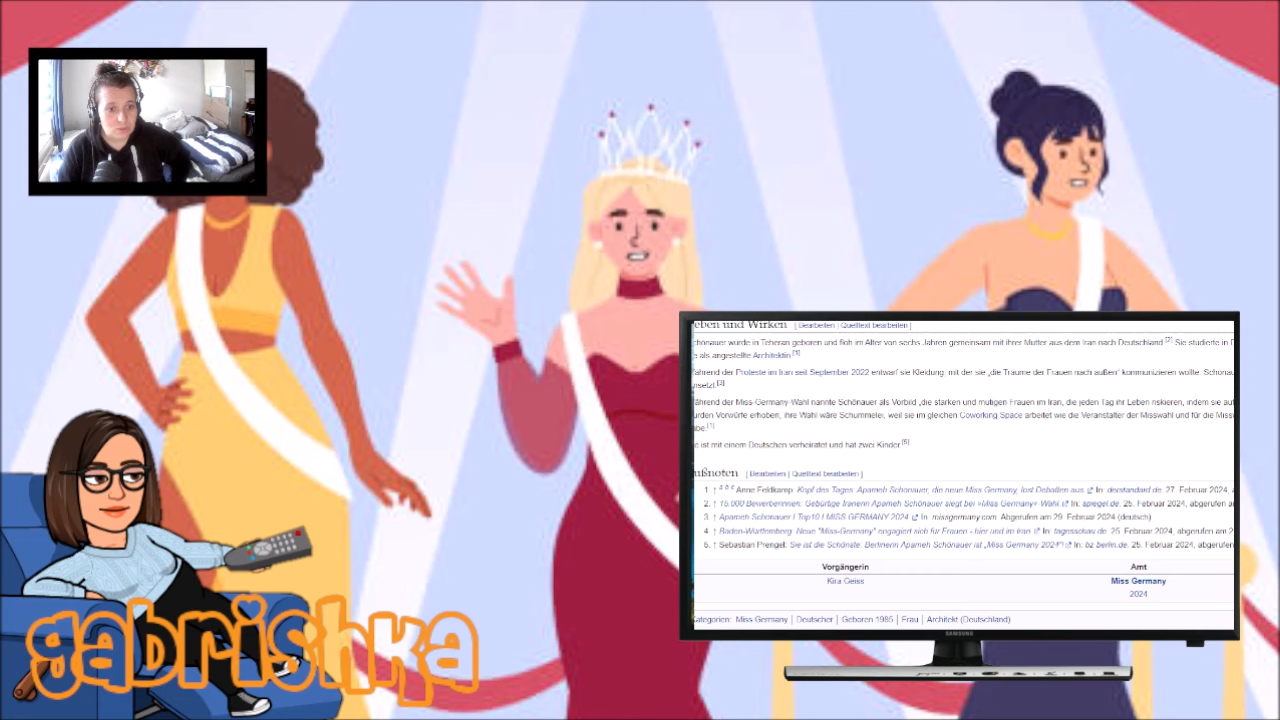 eben und Wirken [ Bearbeiten | Quelltext bearbeiten ]
chönauer wurde in Teheran geboren und floh im Alter von sechs Jahren gemeinsam mit ihrer Mutter aus dem Iran nach Deutschland.[2] Sie studierte in
e als angestellte Architektin.[1]
ährend der Proteste im Iran seit September 2022 entwarf sie Kleidung, mit der sie „die Träume der Frauen nach außen“ kommunizieren wollte. Schönau
nsetzt.[3]
ährend der Miss-Germany-Wahl nannte Schönauer als Vorbild „die starken und mutigen Frauen im Iran, die jeden Tag ihr Leben riskieren, indem sie auf
urden Vorwürfe erhoben, ihre Wahl wäre Schummelei, weil sie im gleichen Coworking Space arbeitet wie die Veranstalter der Misswahl und für die Miss
be.[1]
e ist mit einem Deutschen verheiratet und hat zwei Kinder.[5]
ußnoten [ Bearbeiten | Quelltext bearbeiten ]
1. ↑ a b c Anne Feldkamp: Kopf des Tages. Apameh Schönauer, die neue Miss Germany, löst Debatten aus. In: derstandard.de. 27. Februar 2024,
2. ↑ 15.000 Bewerberinnen: Gebürtige Iranerin Apameh Schönauer siegt bei »Miss Germany«-Wahl. In: spiegel.de. 25. Februar 2024, abgerufen a
3. ↑ Apameh Schönauer | Top10 | MISS GERMANY 2024 In: missgermany.com. Abgerufen am 29. Februar 2024 (deutsch)
4. ↑ Baden-Württemberg: Neue "Miss-Germany" engagiert sich für Frauen - hier und im Iran. In: tagesschau.de. 25. Februar 2024, abgerufen am 2
5. ↑ Sebastian Prengel: Sie ist die Schönste: Berlinerin Apameh Schönauer ist „Miss Germany 2024“! In: bz-berlin.de. 25. Februar 2024, abgerufen
Vorgängerin Amt
Kira Geiss Miss Germany
2024
ategorien: Miss Germany | Deutscher | Geboren 1985 | Frau | Architekt (Deutschland)
SAMSUNG
gabrishka